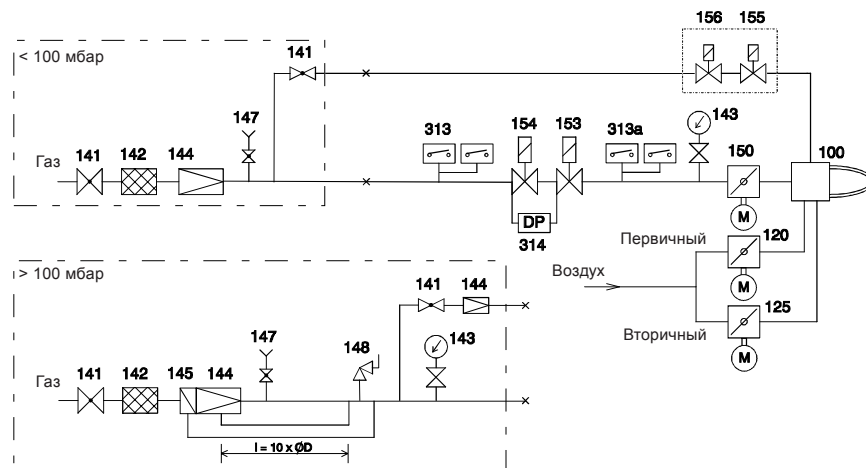 < 100 мбар
141
156
155
147
313
154
153
313a
143
Газ
141
142
144
150
100
M
DP
314
Первичный
120
M
Воздух
> 100 мбар
141
144
125
Вторичный
M
147
148
143
Газ
141
142
145
144
l = 10 x ØD